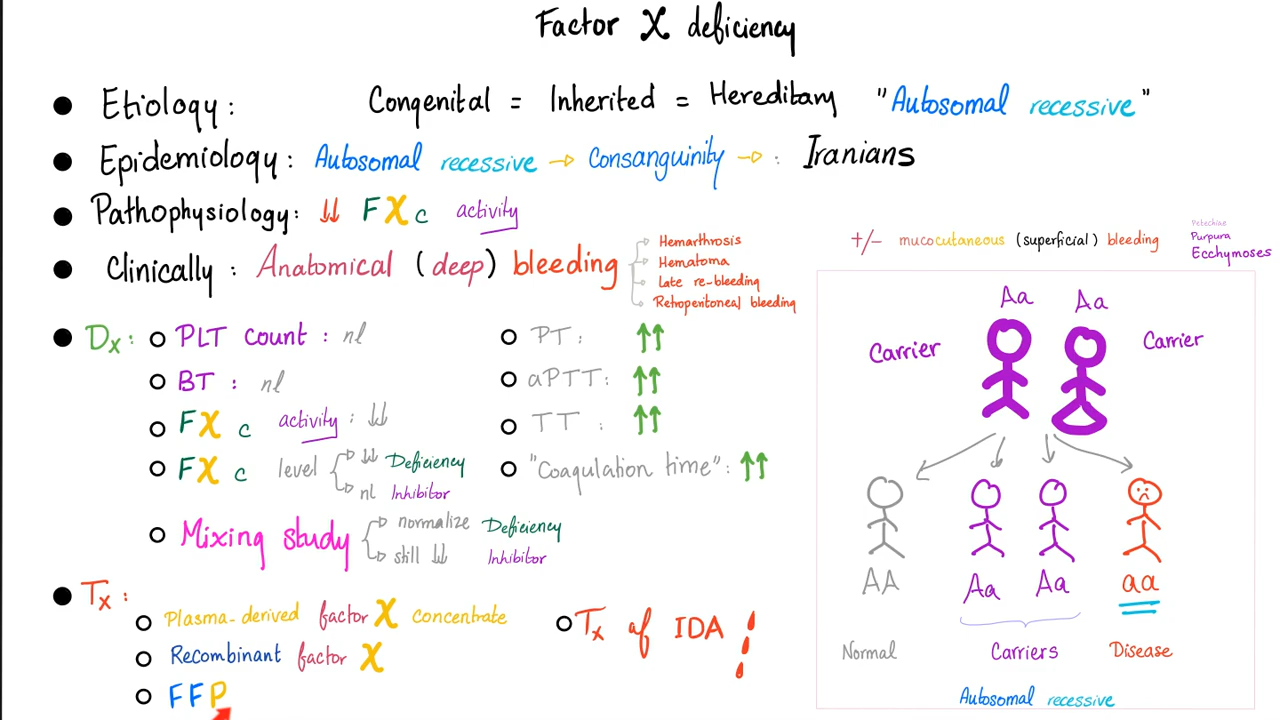 Factor X deficiency
● Etiology: Congenital = Inherited = Hereditary "Autosomal recessive"
● Epidemiology: Autosomal recessive → Consanguinity → : Iranians
● Pathophysiology: ↓↓ FXc activity
● Clinically: Anatomical (deep) bleeding
Hemarthrosis
Hematoma
Late re-bleeding
Retroperitoneal bleeding
+/- mucocutaneous (superficial) bleeding
Petechiae
Purpura
Ecchymoses
● Dx:
○ PLT count: nl
○ BT: nl
○ FXc activity: ↓↓
○ FXc level
↓↓ Deficiency
nl Inhibitor
○ Mixing study
normalize Deficiency
still ↓↓ Inhibitor
○ PT: ↑↑
○ aPTT: ↑↑
○ TT: ↑↑
○ "Coagulation time": ↑↑
● Tx:
○ Plasma-derived factor X concentrate
○ Recombinant factor X
○ FFP
○ Tx of IDA
Aa Aa
Carrier Carrier
AA Aa Aa aa
Normal Carriers Disease
Autosomal recessive